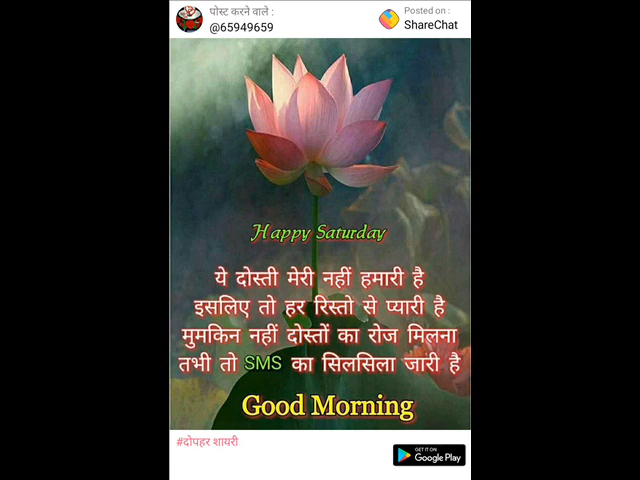 पोस्ट करने वाले :
@65949659
Posted on :
ShareChat
Happy Saturday
ये दोस्ती मेरी नहीं हमारी है
इसलिए तो हर रिस्तो से प्यारी है
मुमकिन नहीं दोस्तों का रोज मिलना
तभी तो SMS का सिलसिला जारी है
Good Morning
#दोपहर शायरी
GET IT ON
Google Play